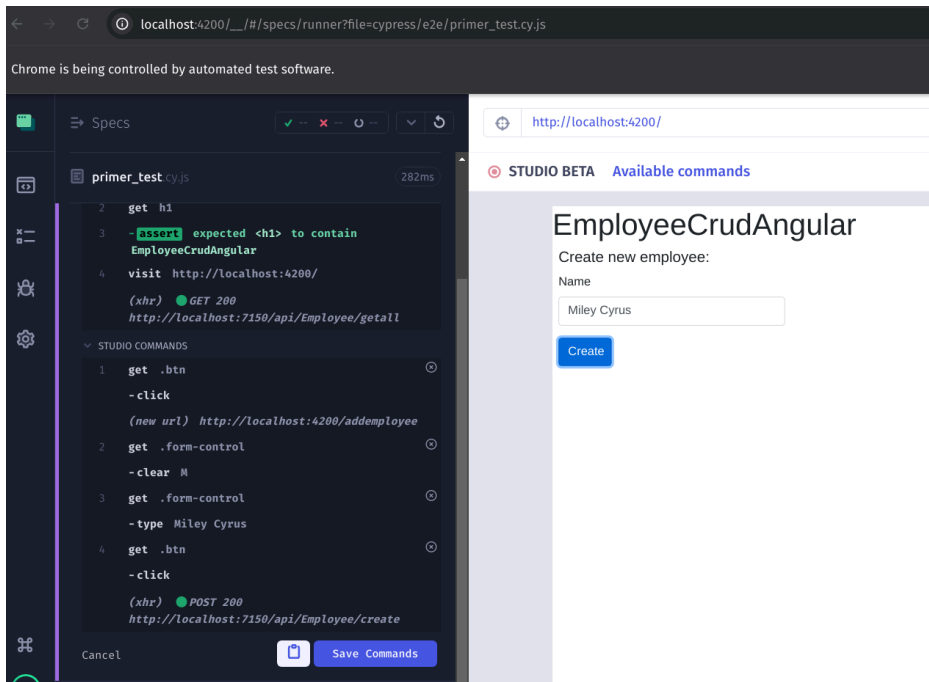 localhost:4200/__/#/specs/runner?file=cypress/e2e/primer_test.cy.js
Chrome is being controlled by automated test software.
Specs
-- -- --
primer_test.cy.js
282ms
2 get h1
3 -assert expected <h1> to contain
EmployeeCrudAngular
4 visit http://localhost:4200/
(xhr) GET 200
http://localhost:7150/api/Employee/getall
STUDIO COMMANDS
1 get .btn
-click
(new url) http://localhost:4200/addemployee
2 get .form-control
-clear M
3 get .form-control
-type Miley Cyrus
4 get .btn
-click
(xhr) POST 200
http://localhost:7150/api/Employee/create
Cancel
Save Commands
http://localhost:4200/
STUDIO BETA Available commands
EmployeeCrudAngular
Create new employee:
Name
Miley Cyrus
Create